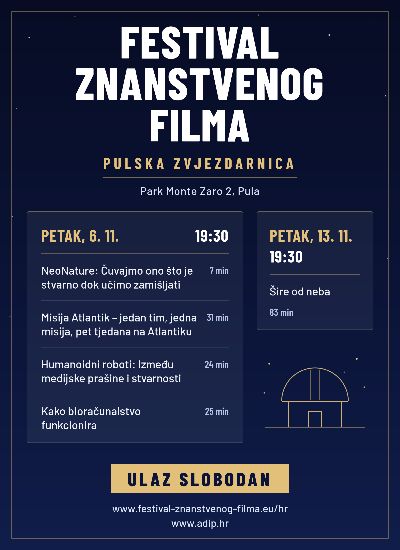 FESTIVAL
ZNANSTVENOG
FILMA
PULSKA ZVJEZDARNICA
Park Monte Zaro 2, Pula
PETAK, 6. 11. 19:30
NeoNature: Čuvajmo ono što je 7 min
stvarno dok učimo zamišljati
Misija Atlantik – jedan tim, jedna 31 min
misija, pet tjedana na Atlantiku
Humanoidni roboti: Između 24 min
medijske prašine i stvarnosti
Kako bioračunalstvo 25 min
funkcionira
PETAK, 13. 11.
19:30
Šire od neba
83 min
ULAZ SLOBODAN
www.festival-znanstvenog-filma.eu/hr
www.adip.hr